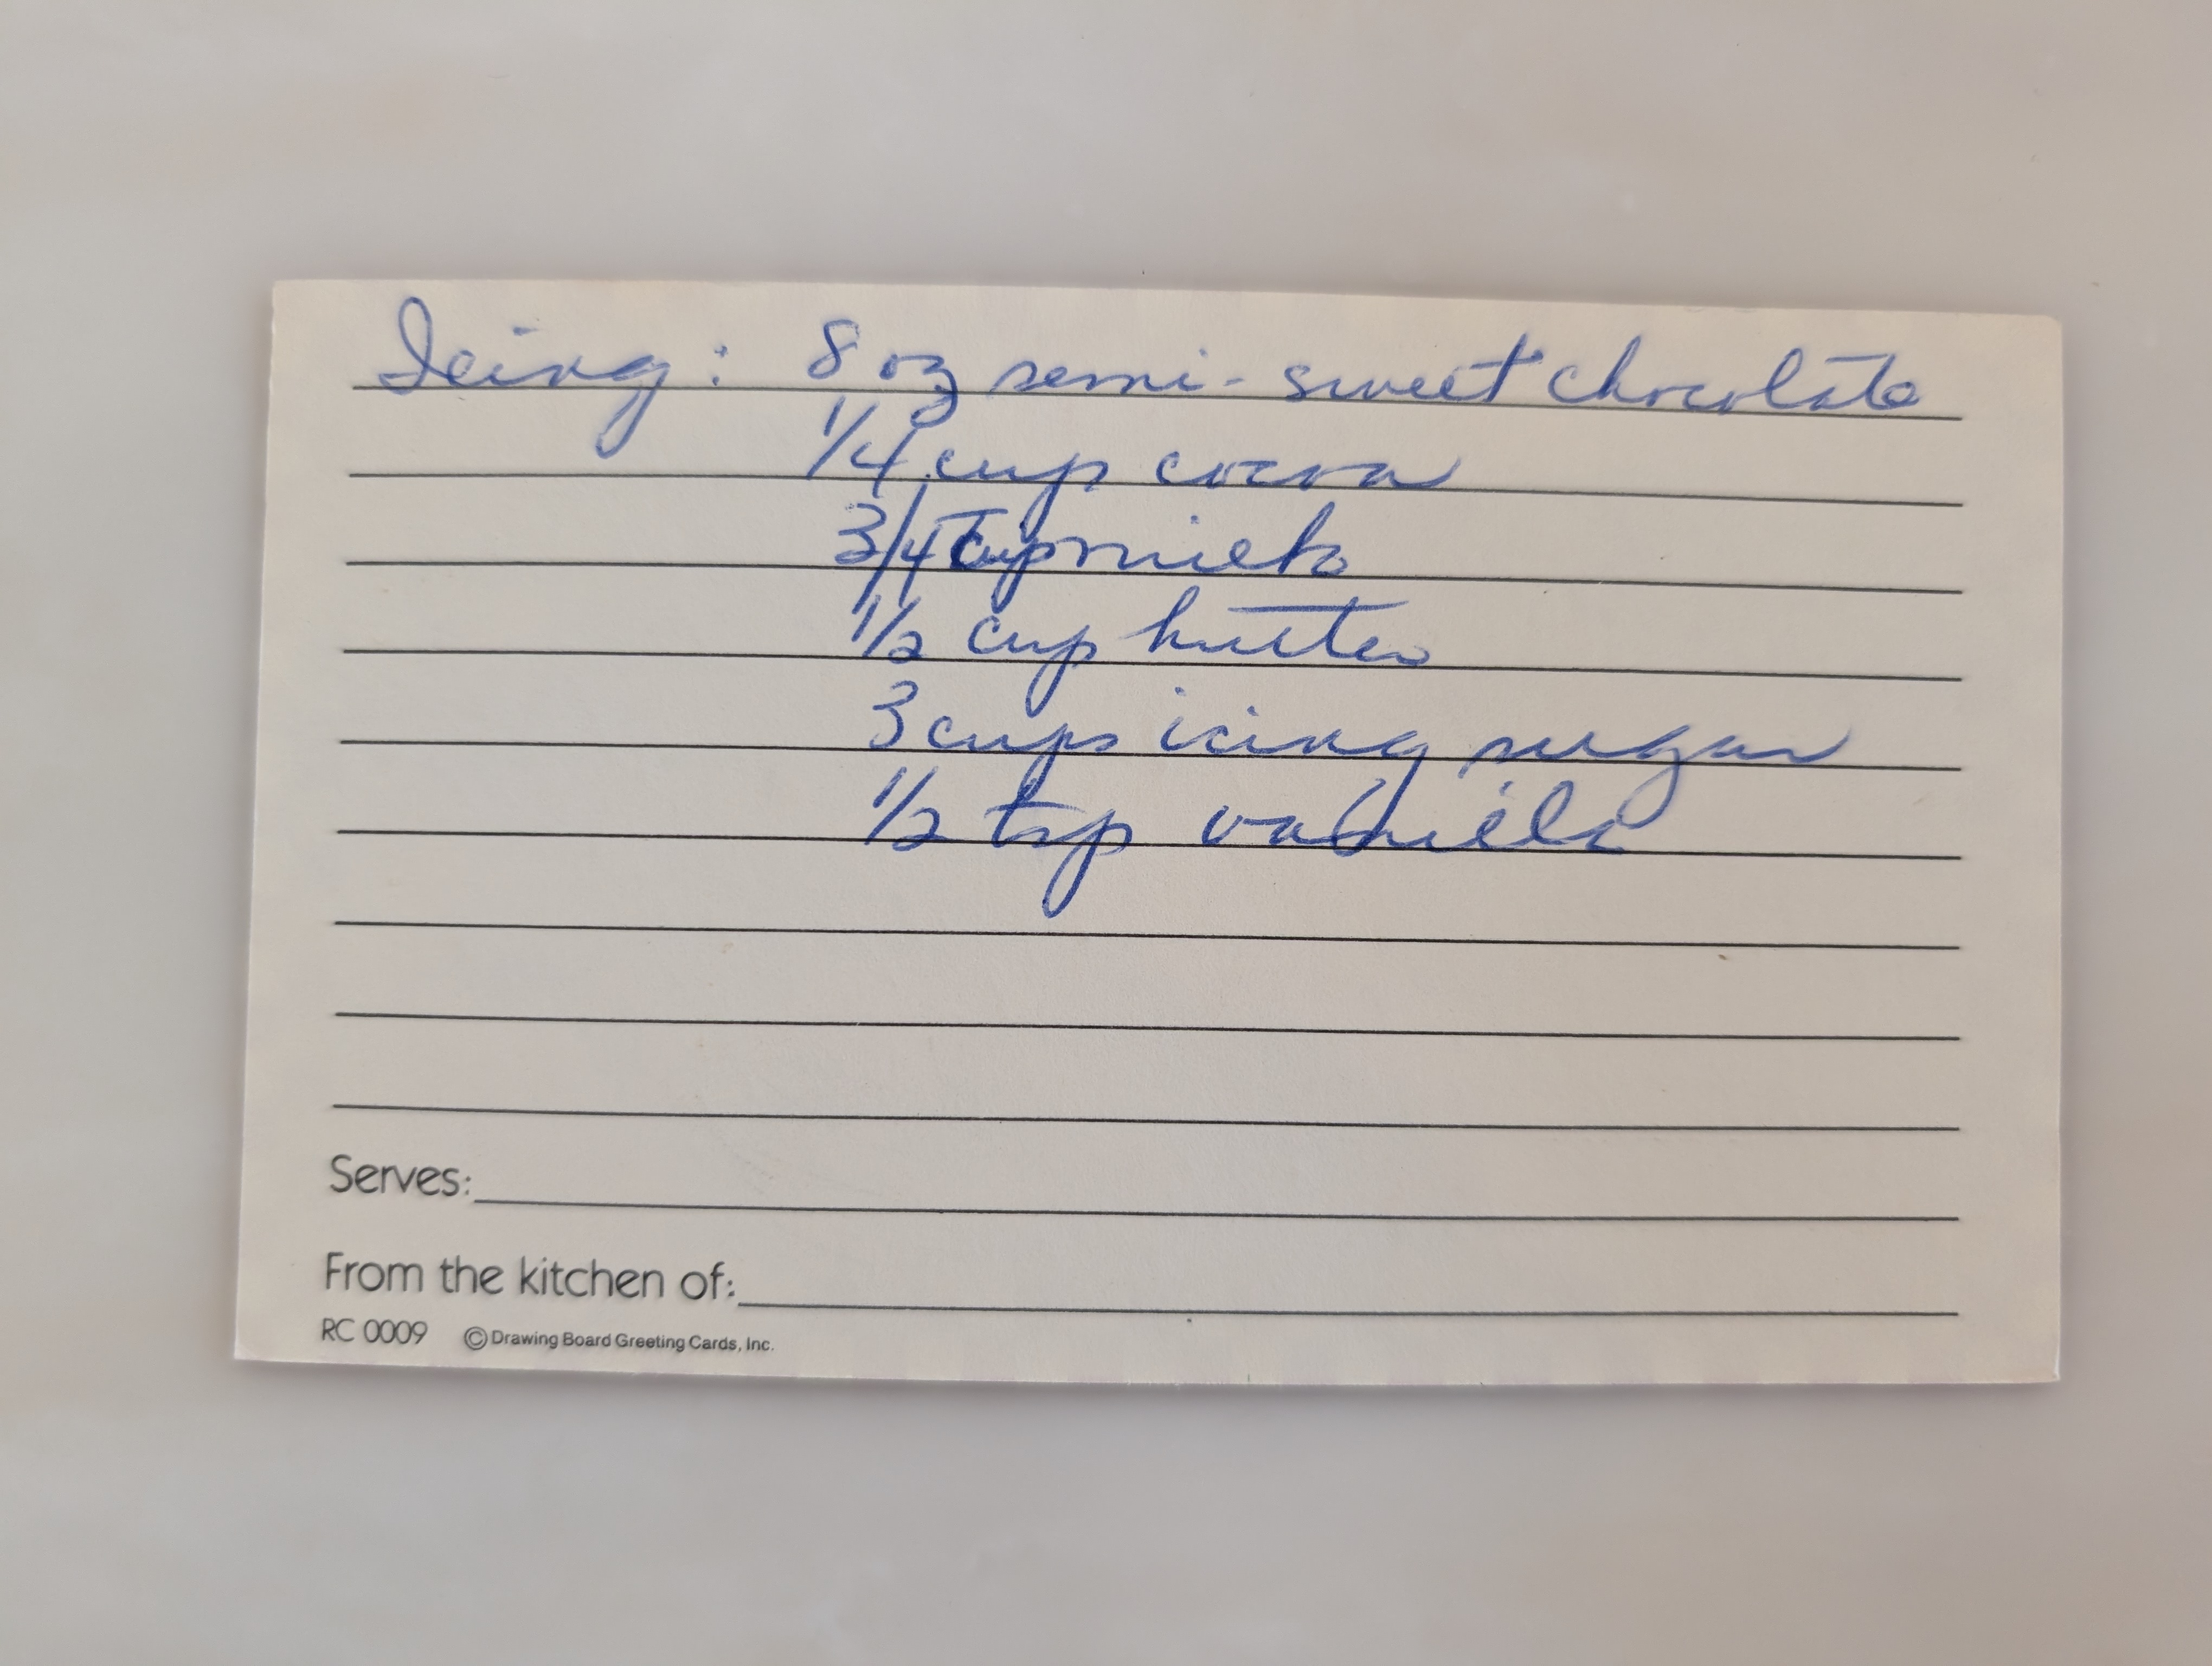 Icing: 8 oz semi-sweet chocolate
1/4 cup cocoa
3/4 cup milk
1/2 cup butter
3 cups icing sugar
1/2 tsp vanilla
Serves:
From the kitchen of:
RC 0009 © Drawing Board Greeting Cards, Inc.